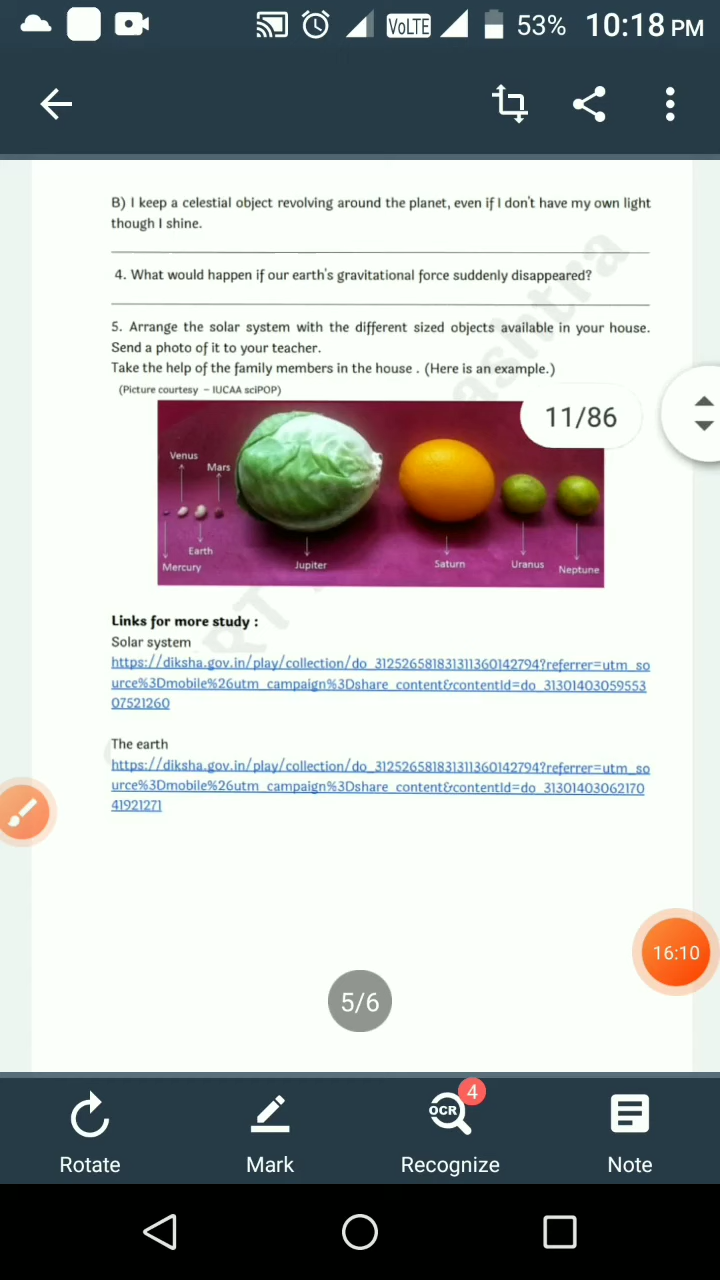 VoLTE 53% 10:18 PM
B) I keep a celestial object revolving around the planet, even if I don't have my own light
though I shine.
4. What would happen if our earth's gravitational force suddenly disappeared?
5. Arrange the solar system with the different sized objects available in your house.
Send a photo of it to your teacher.
Take the help of the family members in the house . (Here is an example.)
(Picture courtesy – IUCAA sciPOP)
11/86
Venus
Mars
Earth
Mercury
Jupiter
Saturn
Uranus
Neptune
Links for more study :
Solar system
https://diksha.gov.in/play/collection/do_31252658183131136014​2794?referrer=utm_so
urce%3Dmobile%26utm_campaign%3Dshare_content&contentId=do_31301403059553
07521260
The earth
https://diksha.gov.in/play/collection/do_312526581831311360142794?referrer=utm_so
urce%3Dmobile%26utm_campaign%3Dshare_content&contentId=do_31301403062170
41921271
16:10
5/6
OCR 4
Rotate Mark Recognize Note